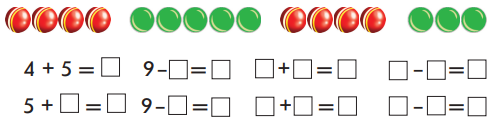 4 + 5 = □ 9-□=□ □+□=□ □-□=□
5 + □ = □ 9-□=□ □+□=□ □-□=□